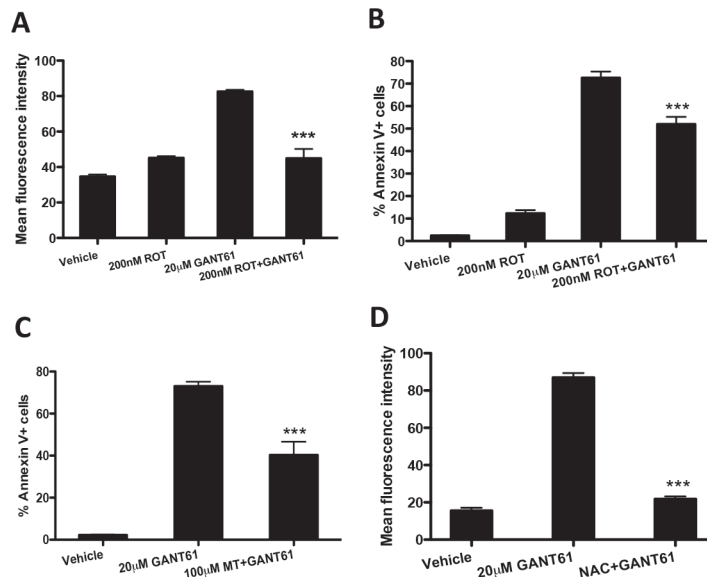 A
Mean fluorescence intensity
100
80
60
40
20
0
***
Vehicle
200nM ROT
20μM GANT61
200nM ROT+GANT61
B
% Annexin V+ cells
80
70
60
50
40
30
20
10
0
***
Vehicle
200nM ROT
20μM GANT61
200nM ROT+GANT61
C
% Annexin V+ cells
80
60
40
20
0
***
Vehicle
20μM GANT61
100μM MT+GANT61
D
Mean fluorescence intensity
100
80
60
40
20
0
***
Vehicle
20μM GANT61
NAC+GANT61